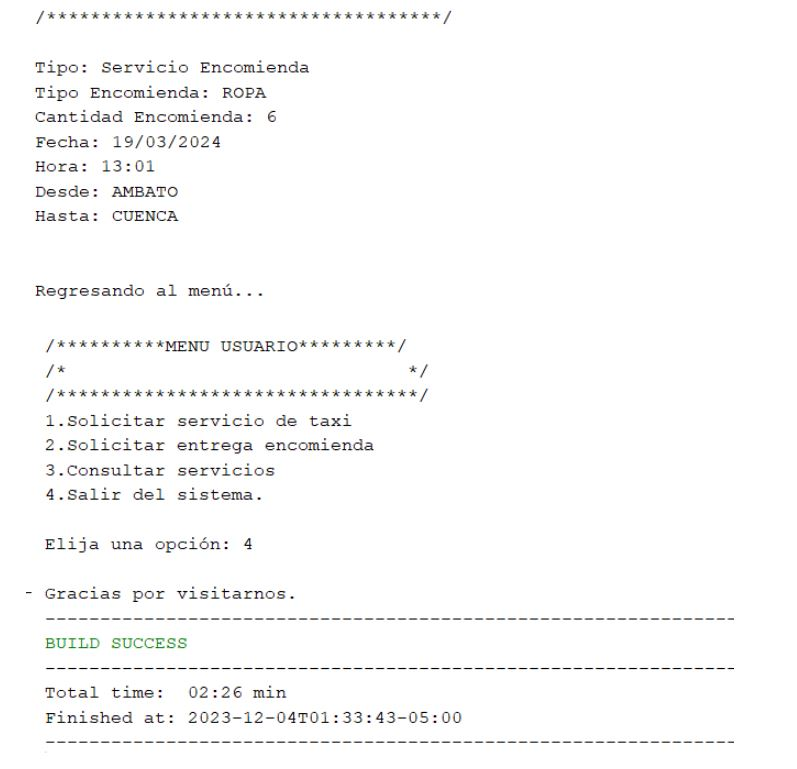 /************************************/
Tipo: Servicio Encomienda
Tipo Encomienda: ROPA
Cantidad Encomienda: 6
Fecha: 19/03/2024
Hora: 13:01
Desde: AMBATO
Hasta: CUENCA
Regresando al menú...
/**********MENU USUARIO*********/
/*                               */
/*********************************/
1.Solicitar servicio de taxi
2.Solicitar entrega encomienda
3.Consultar servicios
4.Salir del sistema.
Elija una opción: 4
- Gracias por visitarnos.
---------------------------------------------------------------
BUILD SUCCESS
---------------------------------------------------------------
Total time:  02:26 min
Finished at: 2023-12-04T01:33:43-05:00
---------------------------------------------------------------